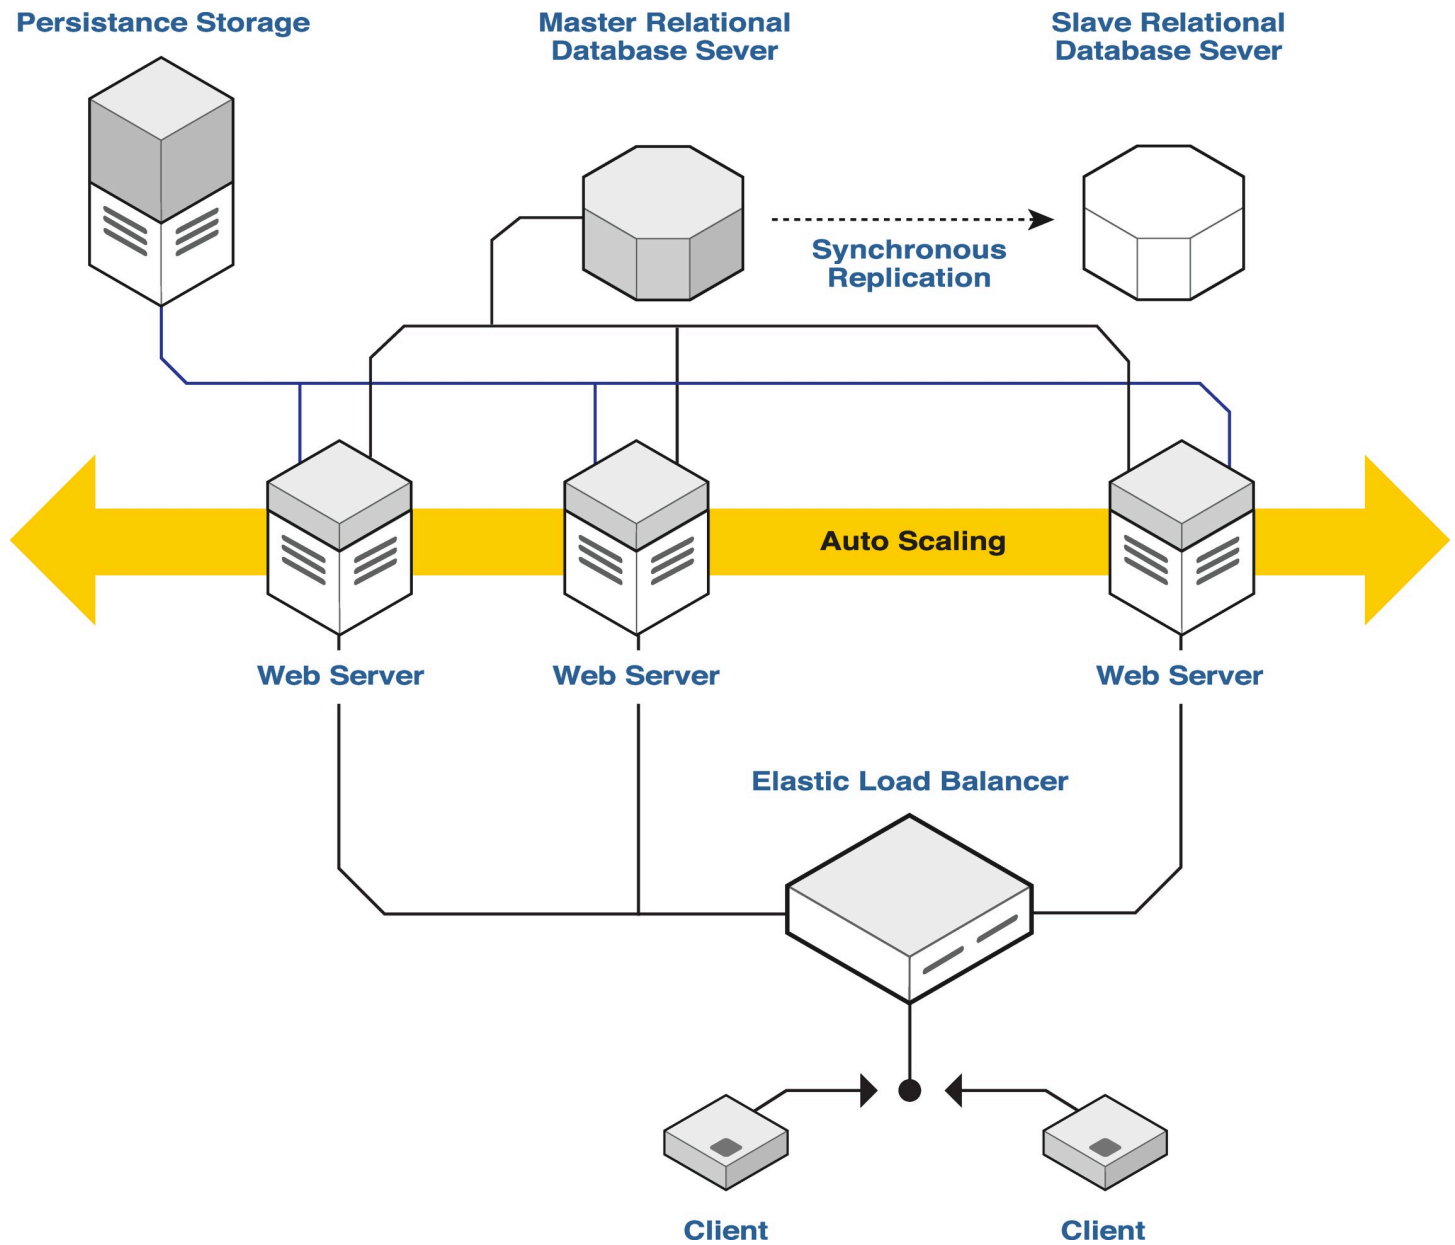 Persistance Storage
Master Relational
Database Sever
Slave Relational
Database Sever
Synchronous
Replication
Auto Scaling
Web Server
Web Server
Web Server
Elastic Load Balancer
Client
Client